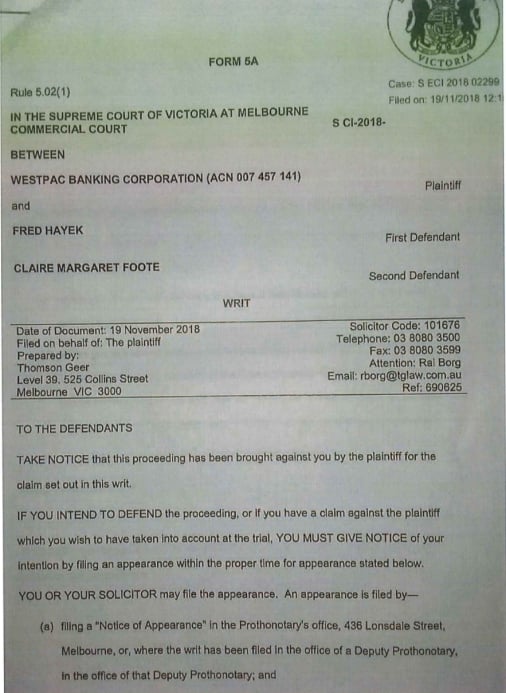 VICTORIA
FORM 5A
Case: S ECI 2018 02299
Rule 5.02(1)
Filed on: 19/11/2018 12:1
IN THE SUPREME COURT OF VICTORIA AT MELBOURNE
COMMERCIAL COURT
S CI-2018-
BETWEEN
WESTPAC BANKING CORPORATION (ACN 007 457 141)
Plaintiff
and
FRED HAYEK
First Defendant
CLAIRE MARGARET FOOTE
Second Defendant
WRIT
Date of Document: 19 November 2018
Filed on behalf of: The plaintiff
Prepared by:
Thomson Geer
Level 39, 525 Collins Street
Melbourne VIC 3000
Solicitor Code: 101676
Telephone: 03 8080 3500
Fax: 03 8080 3599
Attention: Ral Borg
Email: rborg@tglaw.com.au
Ref: 690625
TO THE DEFENDANTS
TAKE NOTICE that this proceeding has been brought against you by the plaintiff for the
claim set out in this writ.
IF YOU INTEND TO DEFEND the proceeding, or if you have a claim against the plaintiff
which you wish to have taken into account at the trial, YOU MUST GIVE NOTICE of your
intention by filing an appearance within the proper time for appearance stated below.
YOU OR YOUR SOLICITOR may file the appearance. An appearance is filed by—
(a) filing a "Notice of Appearance" in the Prothonotary's office, 436 Lonsdale Street,
Melbourne, or, where the writ has been filed in the office of a Deputy Prothonotary,
in the office of that Deputy Prothonotary; and